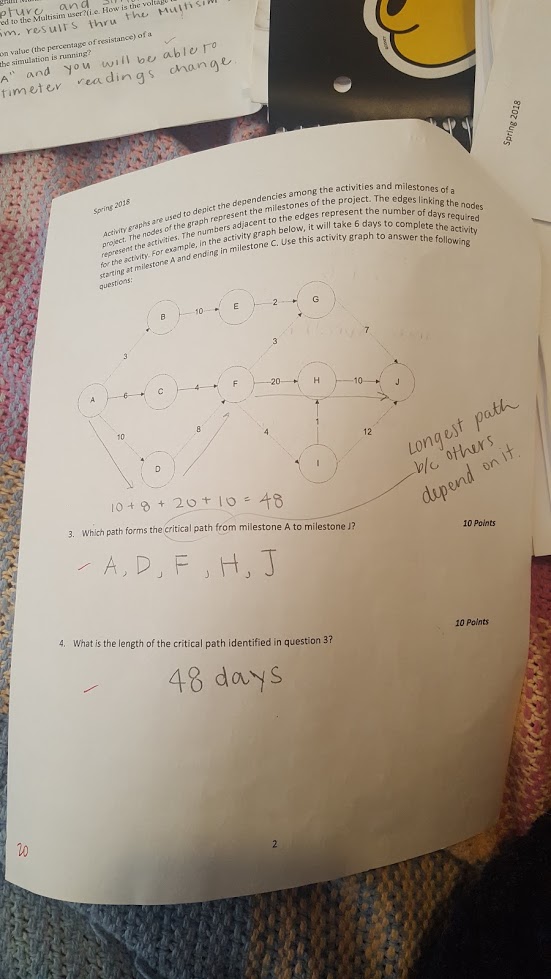 pture and
ed to the Multisim user?(i.e. How is the voltage
im. results thru the Multisim
on value (the percentage of resistance) of a
the simulation is running?
A" and you will be able to
timeter readings change.
Spring 2018
Spring 2018
Activity graphs are used to depict the dependencies among the activities and milestones of a
project. The nodes of the graph represent the milestones of the project. The edges linking the nodes
represent the activities. The numbers adjacent to the edges represent the number of days required
for the activity. For example, in the activity graph below, it will take 6 days to complete the activity
starting at milestone A and ending in milestone C. Use this activity graph to answer the following
questions:
B 10 E 2 G
3 3 7
A 6 C 4 F 20 H 10 J
10 8 4 1 12
D I
Longest path
b/c others
depend on it.
10 + 8 + 20 + 10 = 48
3. Which path forms the critical path from milestone A to milestone J? 10 Points
A, D, F, H, J
10 Points
4. What is the length of the critical path identified in question 3?
48 days
20
2